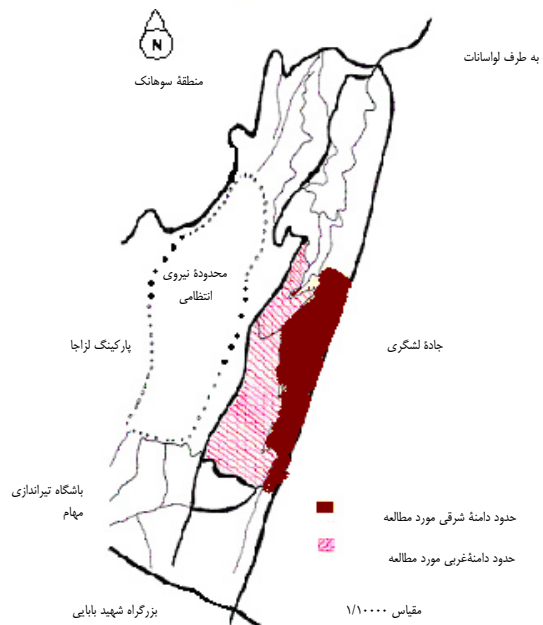 N
به طرف لواسانات
منطقهٔ سوهانک
محدودهٔ نیروی
انتظامی
پارکینگ لزاجا
جادهٔ لشگری
باشگاه تیراندازی
مهام
حدود دامنهٔ شرقی مورد مطالعه
حدود دامنهٔغربی مورد مطالعه
بزرگراه شهید بابایی
مقیاس ۱/۱۰۰۰۰